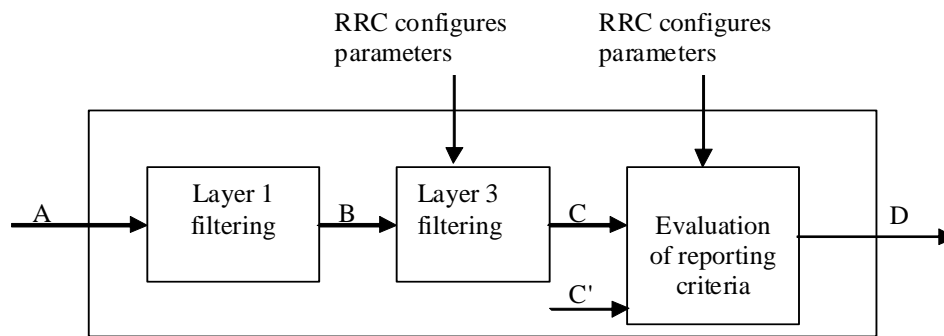 RRC configures
parameters
RRC configures
parameters
Layer 1
filtering
Layer 3
filtering
Evaluation
of reporting
criteria
A
B
C
C'
D